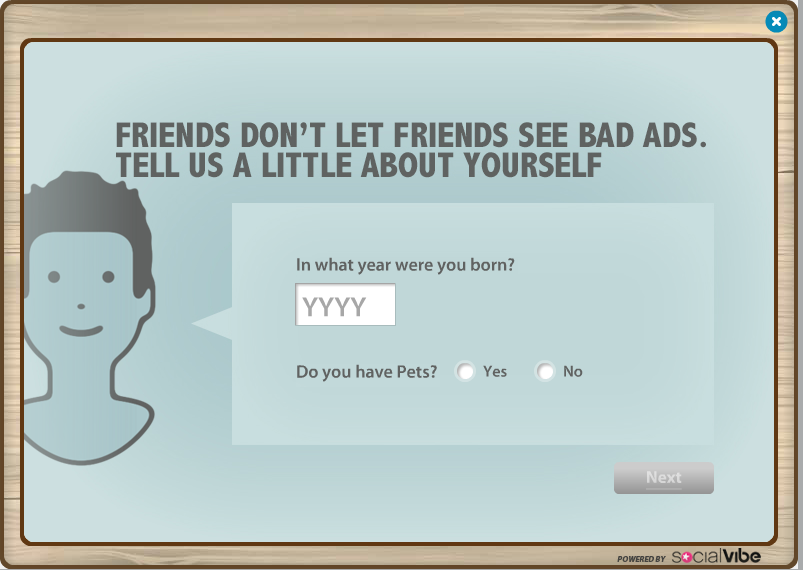 FRIENDS DON'T LET FRIENDS SEE BAD ADS.
TELL US A LITTLE ABOUT YOURSELF
In what year were you born?
YYYY
Do you have Pets? Yes No
Next
POWERED BY socialVibe